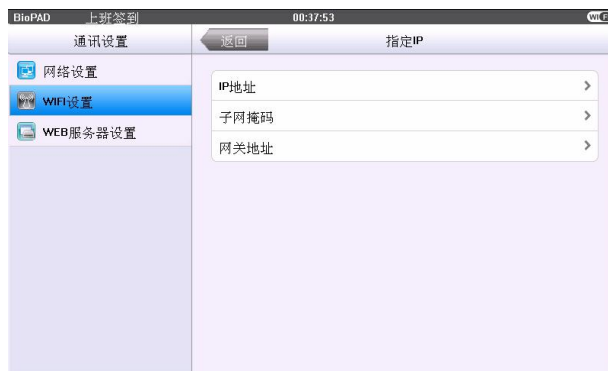 BioPAD 上班签到 00:37:53 WIF
通讯设置 返回 指定IP
网络设置
WIFI设置
WEB服务器设置
IP地址
子网掩码
网关地址